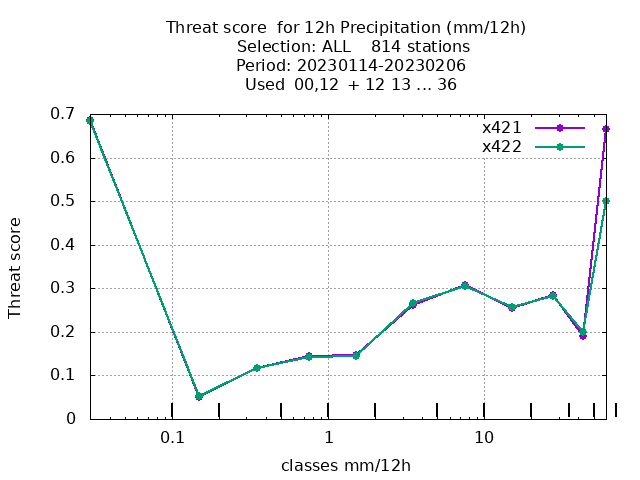 Threat score  for 12h Precipitation (mm/12h)
Selection: ALL    814 stations
Period: 20230114-20230206
Used  00,12  + 12 13 ... 36
x421
x422
0.7
0.6
0.5
0.4
0.3
0.2
0.1
0
Threat score
0.1
1
10
classes mm/12h